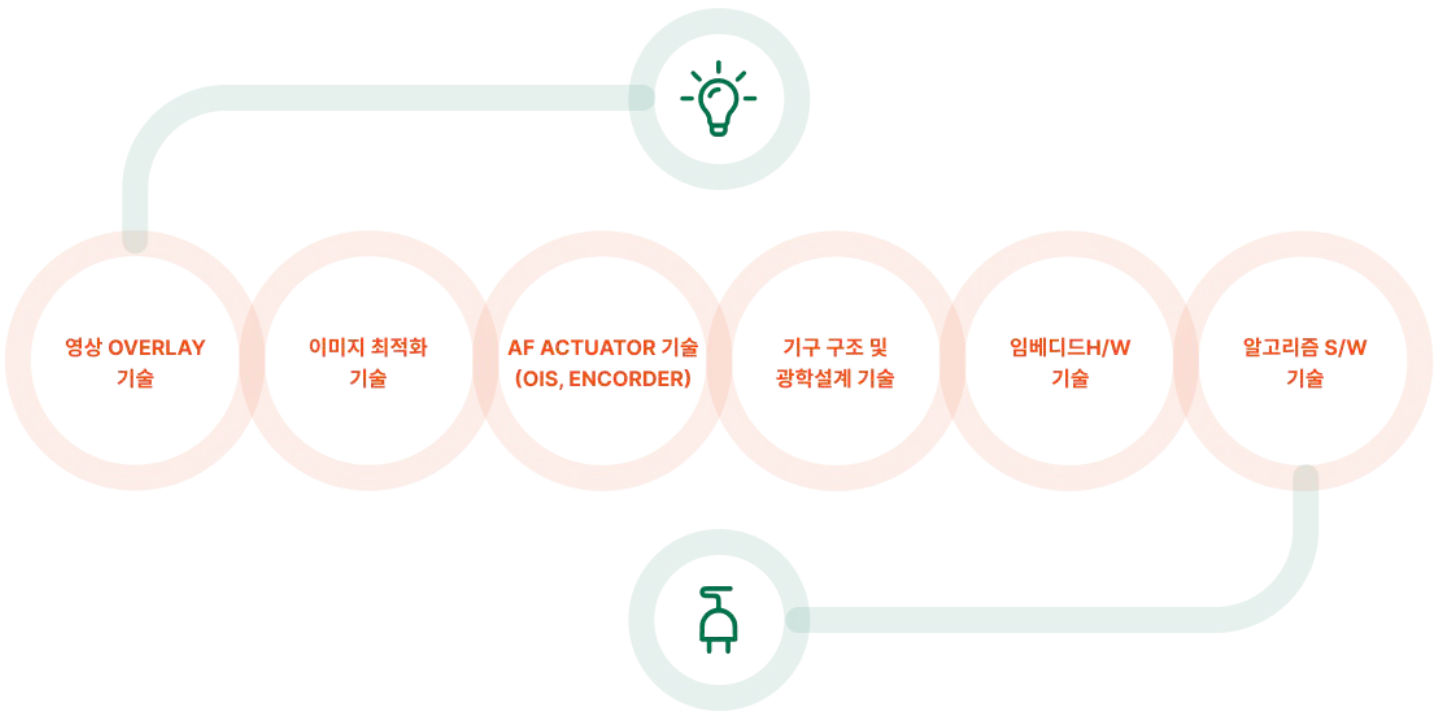 영상 OVERLAY
기술
이미지 최적화
기술
AF ACTUATOR 기술
(OIS, ENCORDER)
기구 구조 및
광학설계 기술
임베디드H/W
기술
알고리즘 S/W
기술